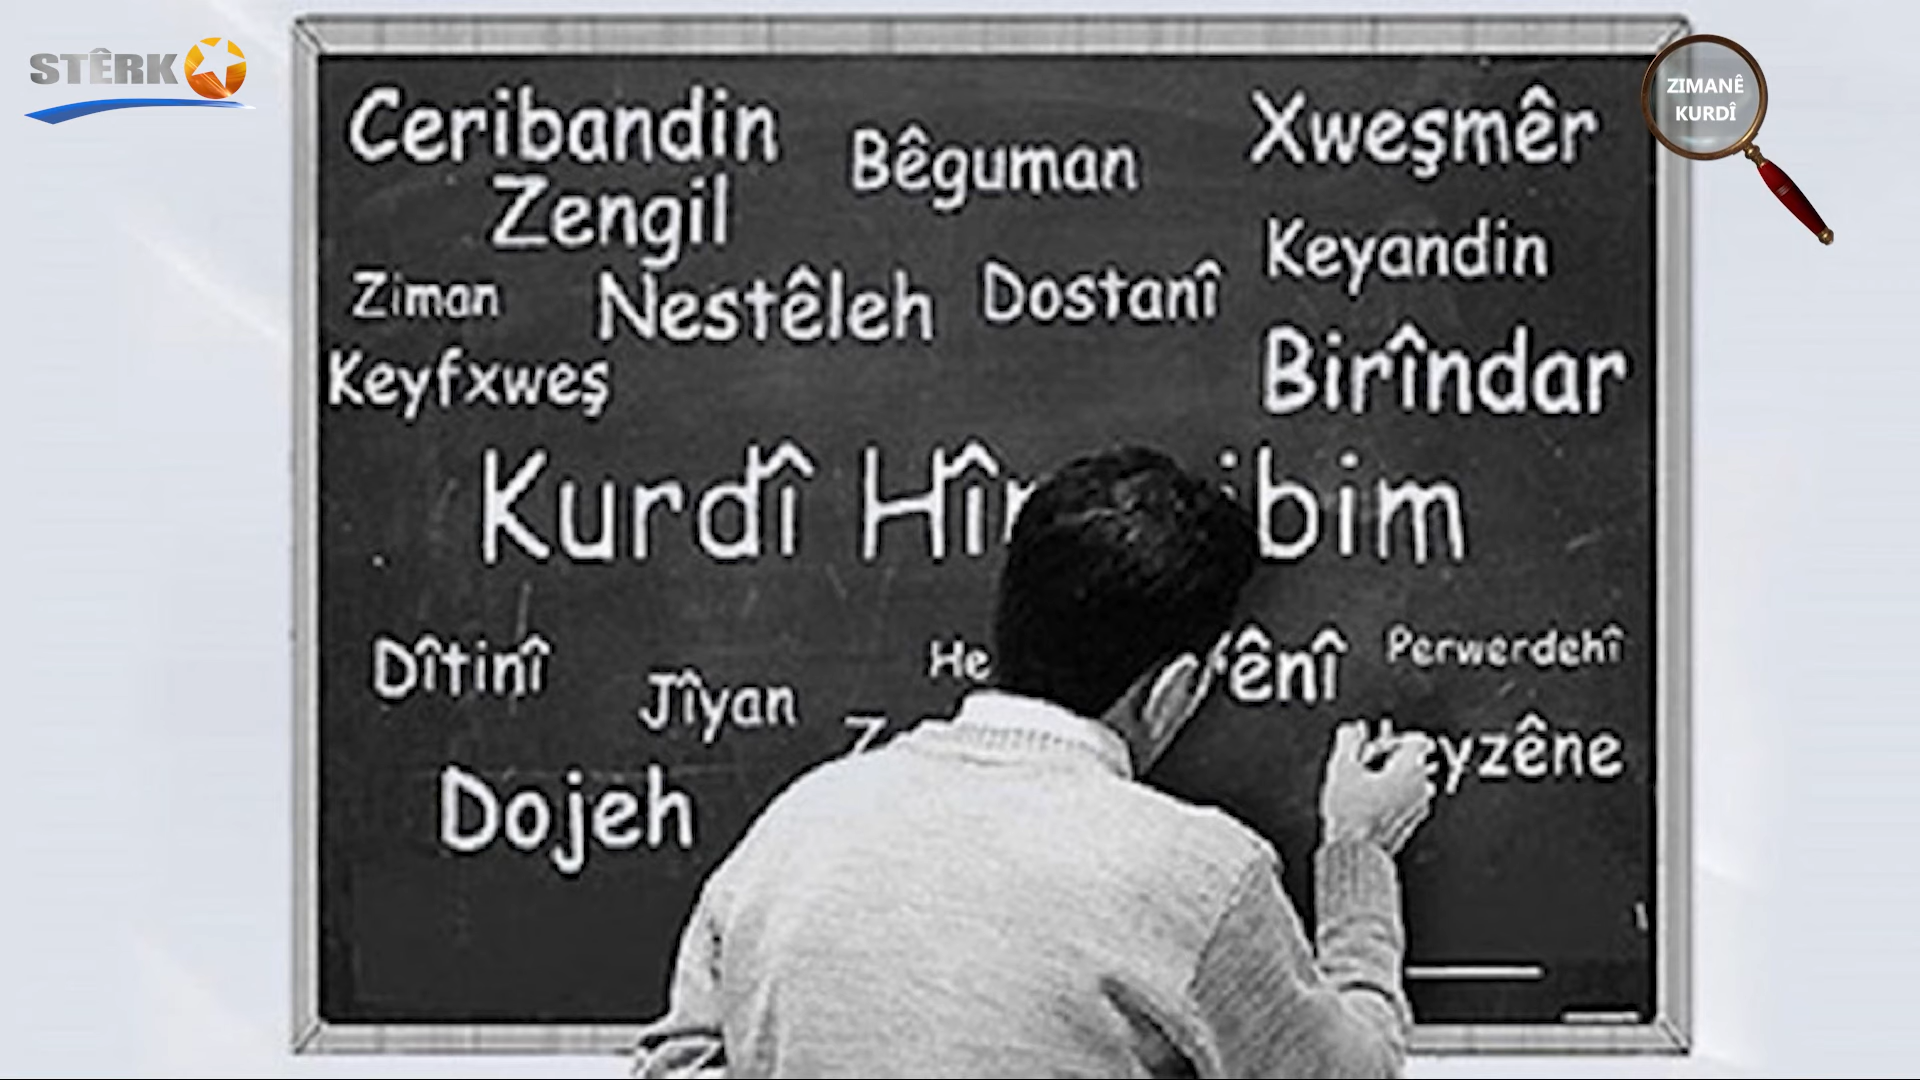 STÊRK
ZIMANÊ
KURDÎ
Ceribandin
Bêguman
Xweşmêr
Zengil
Keyandin
Ziman
Nestêleh
Dostanî
Keyfxweş
Birîndar
Kurdî bim
Dîtinî
Jîyan
Perwerdehî
Dojeh